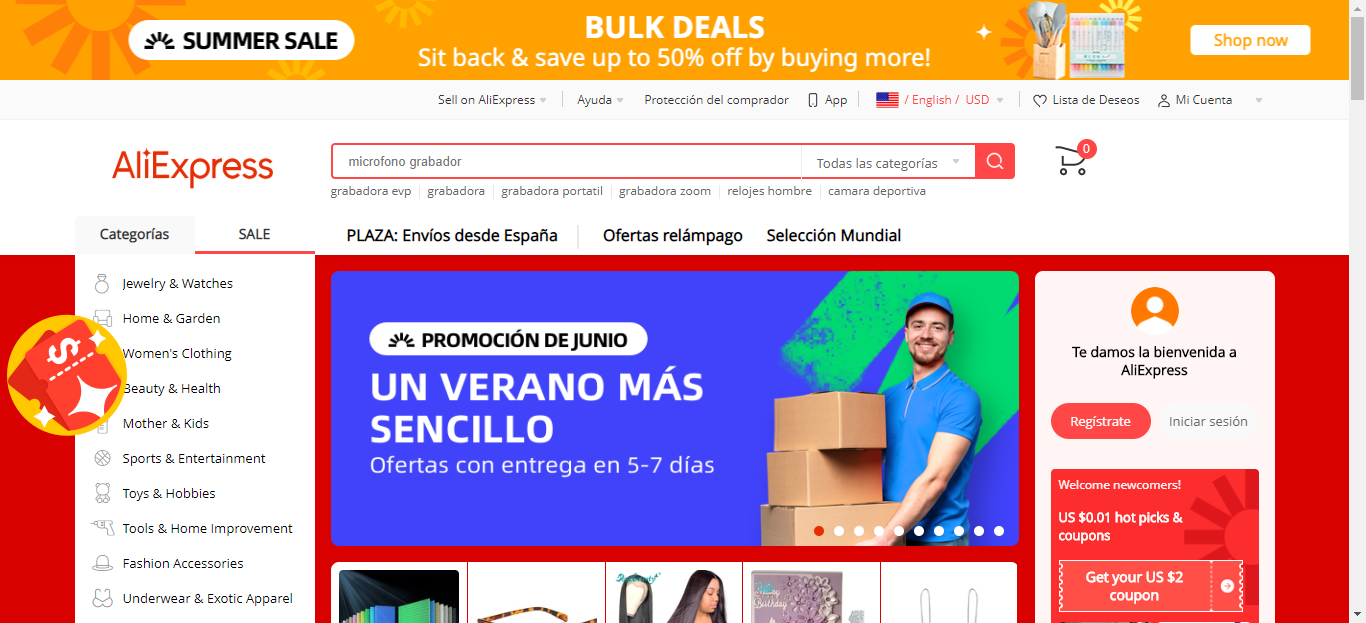 SUMMER SALE
BULK DEALS
Sit back & save up to 50% off by buying more!
Shop now
Sell on AliExpress
Ayuda
Protección del comprador
App
/ English / USD
Lista de Deseos
Mi Cuenta
AliExpress
microfono grabador
Todas las categorías
0
grabadora evp
grabadora
grabadora portatil
grabadora zoom
relojes hombre
camara deportiva
Categorías
SALE
PLAZA: Envíos desde España
Ofertas relámpago
Selección Mundial
Jewelry & Watches
Home & Garden
Women's Clothing
Beauty & Health
Mother & Kids
Sports & Entertainment
Toys & Hobbies
Tools & Home Improvement
Fashion Accessories
Underwear & Exotic Apparel
$
PROMOCIÓN DE JUNIO
UN VERANO MÁS
SENCILLO
Ofertas con entrega en 5-7 días
Te damos la bienvenida a
AliExpress
Regístrate
Iniciar sesión
Welcome newcomers!
US $0.01 hot picks &
coupons
Get your US $2
coupon
Happy
Birthday